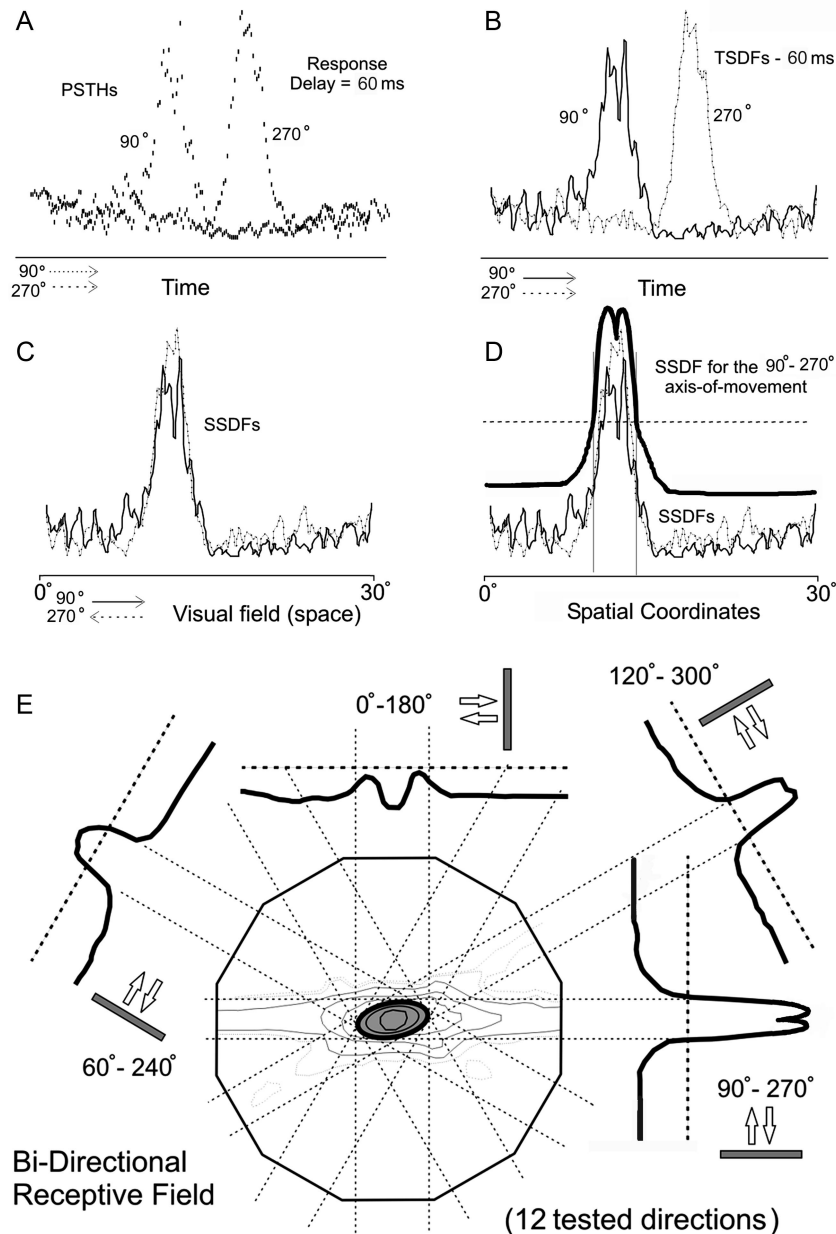 A
PSTHs
Response
Delay = 60 ms
90°
270°
90°
270°
Time
B
TSDFs - 60 ms
90°
270°
90°
270°
Time
C
SSDFs
0°
30°
90°
270°
Visual field (space)
D
SSDF for the 90°- 270°
axis-of-movement
SSDFs
0°
30°
Spatial Coordinates
E
0°-180°
120°- 300°
60°- 240°
90°- 270°
Bi-Directional
Receptive Field
(12 tested directions)